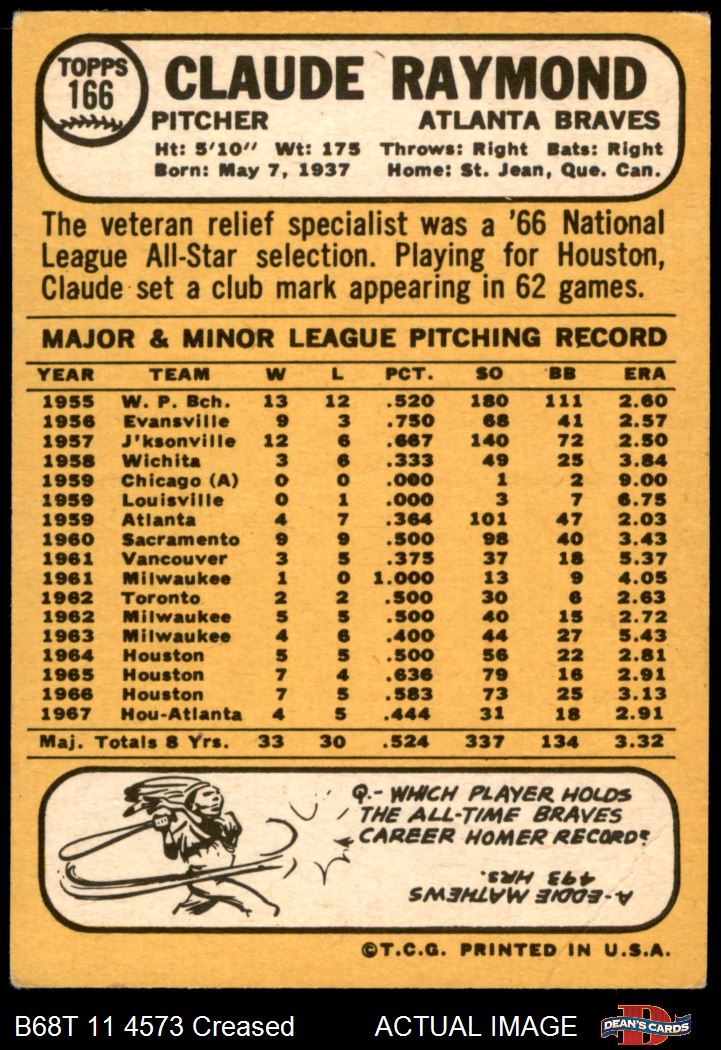 TOPPS
166
CLAUDE RAYMOND
PITCHER ATLANTA BRAVES
Ht: 5'10" Wt: 175 Throws: Right Bats: Right
Born: May 7, 1937 Home: St. Jean, Que. Can.
The veteran relief specialist was a '66 National
League All-Star selection. Playing for Houston,
Claude set a club mark appearing in 62 games.
MAJOR & MINOR LEAGUE PITCHING RECORD
YEAR TEAM W L PCT. SO BB ERA
1955 W. P. Bch. 13 12 .520 180 111 2.60
1956 Evansville 9 3 .750 68 41 2.57
1957 J'ksonville 12 6 .667 140 72 2.50
1958 Wichita 3 6 .333 49 25 3.84
1959 Chicago (A) 0 0 .000 1 2 9.00
1959 Louisville 0 1 .000 3 7 6.75
1959 Atlanta 4 7 .364 101 47 2.03
1960 Sacramento 9 9 .500 98 40 3.43
1961 Vancouver 3 5 .375 37 18 5.37
1961 Milwaukee 1 0 1.000 13 9 4.05
1962 Toronto 2 2 .500 30 6 2.63
1962 Milwaukee 5 5 .500 40 15 2.72
1963 Milwaukee 4 6 .400 44 27 5.43
1964 Houston 5 5 .500 56 22 2.81
1965 Houston 7 4 .636 79 16 2.91
1966 Houston 7 5 .583 73 25 3.13
1967 Hou-Atlanta 4 5 .444 31 18 2.91
Maj. Totals 8 Yrs. 33 30 .524 337 134 3.32
Q.- WHICH PLAYER HOLDS
THE ALL-TIME BRAVES
CAREER HOMER RECORD?
A-EDDIE MATHEWS
493 HRS.
©T.C.G. PRINTED IN U.S.A.
B68T 11 4573 Creased ACTUAL IMAGE
DEAN'S CARDS